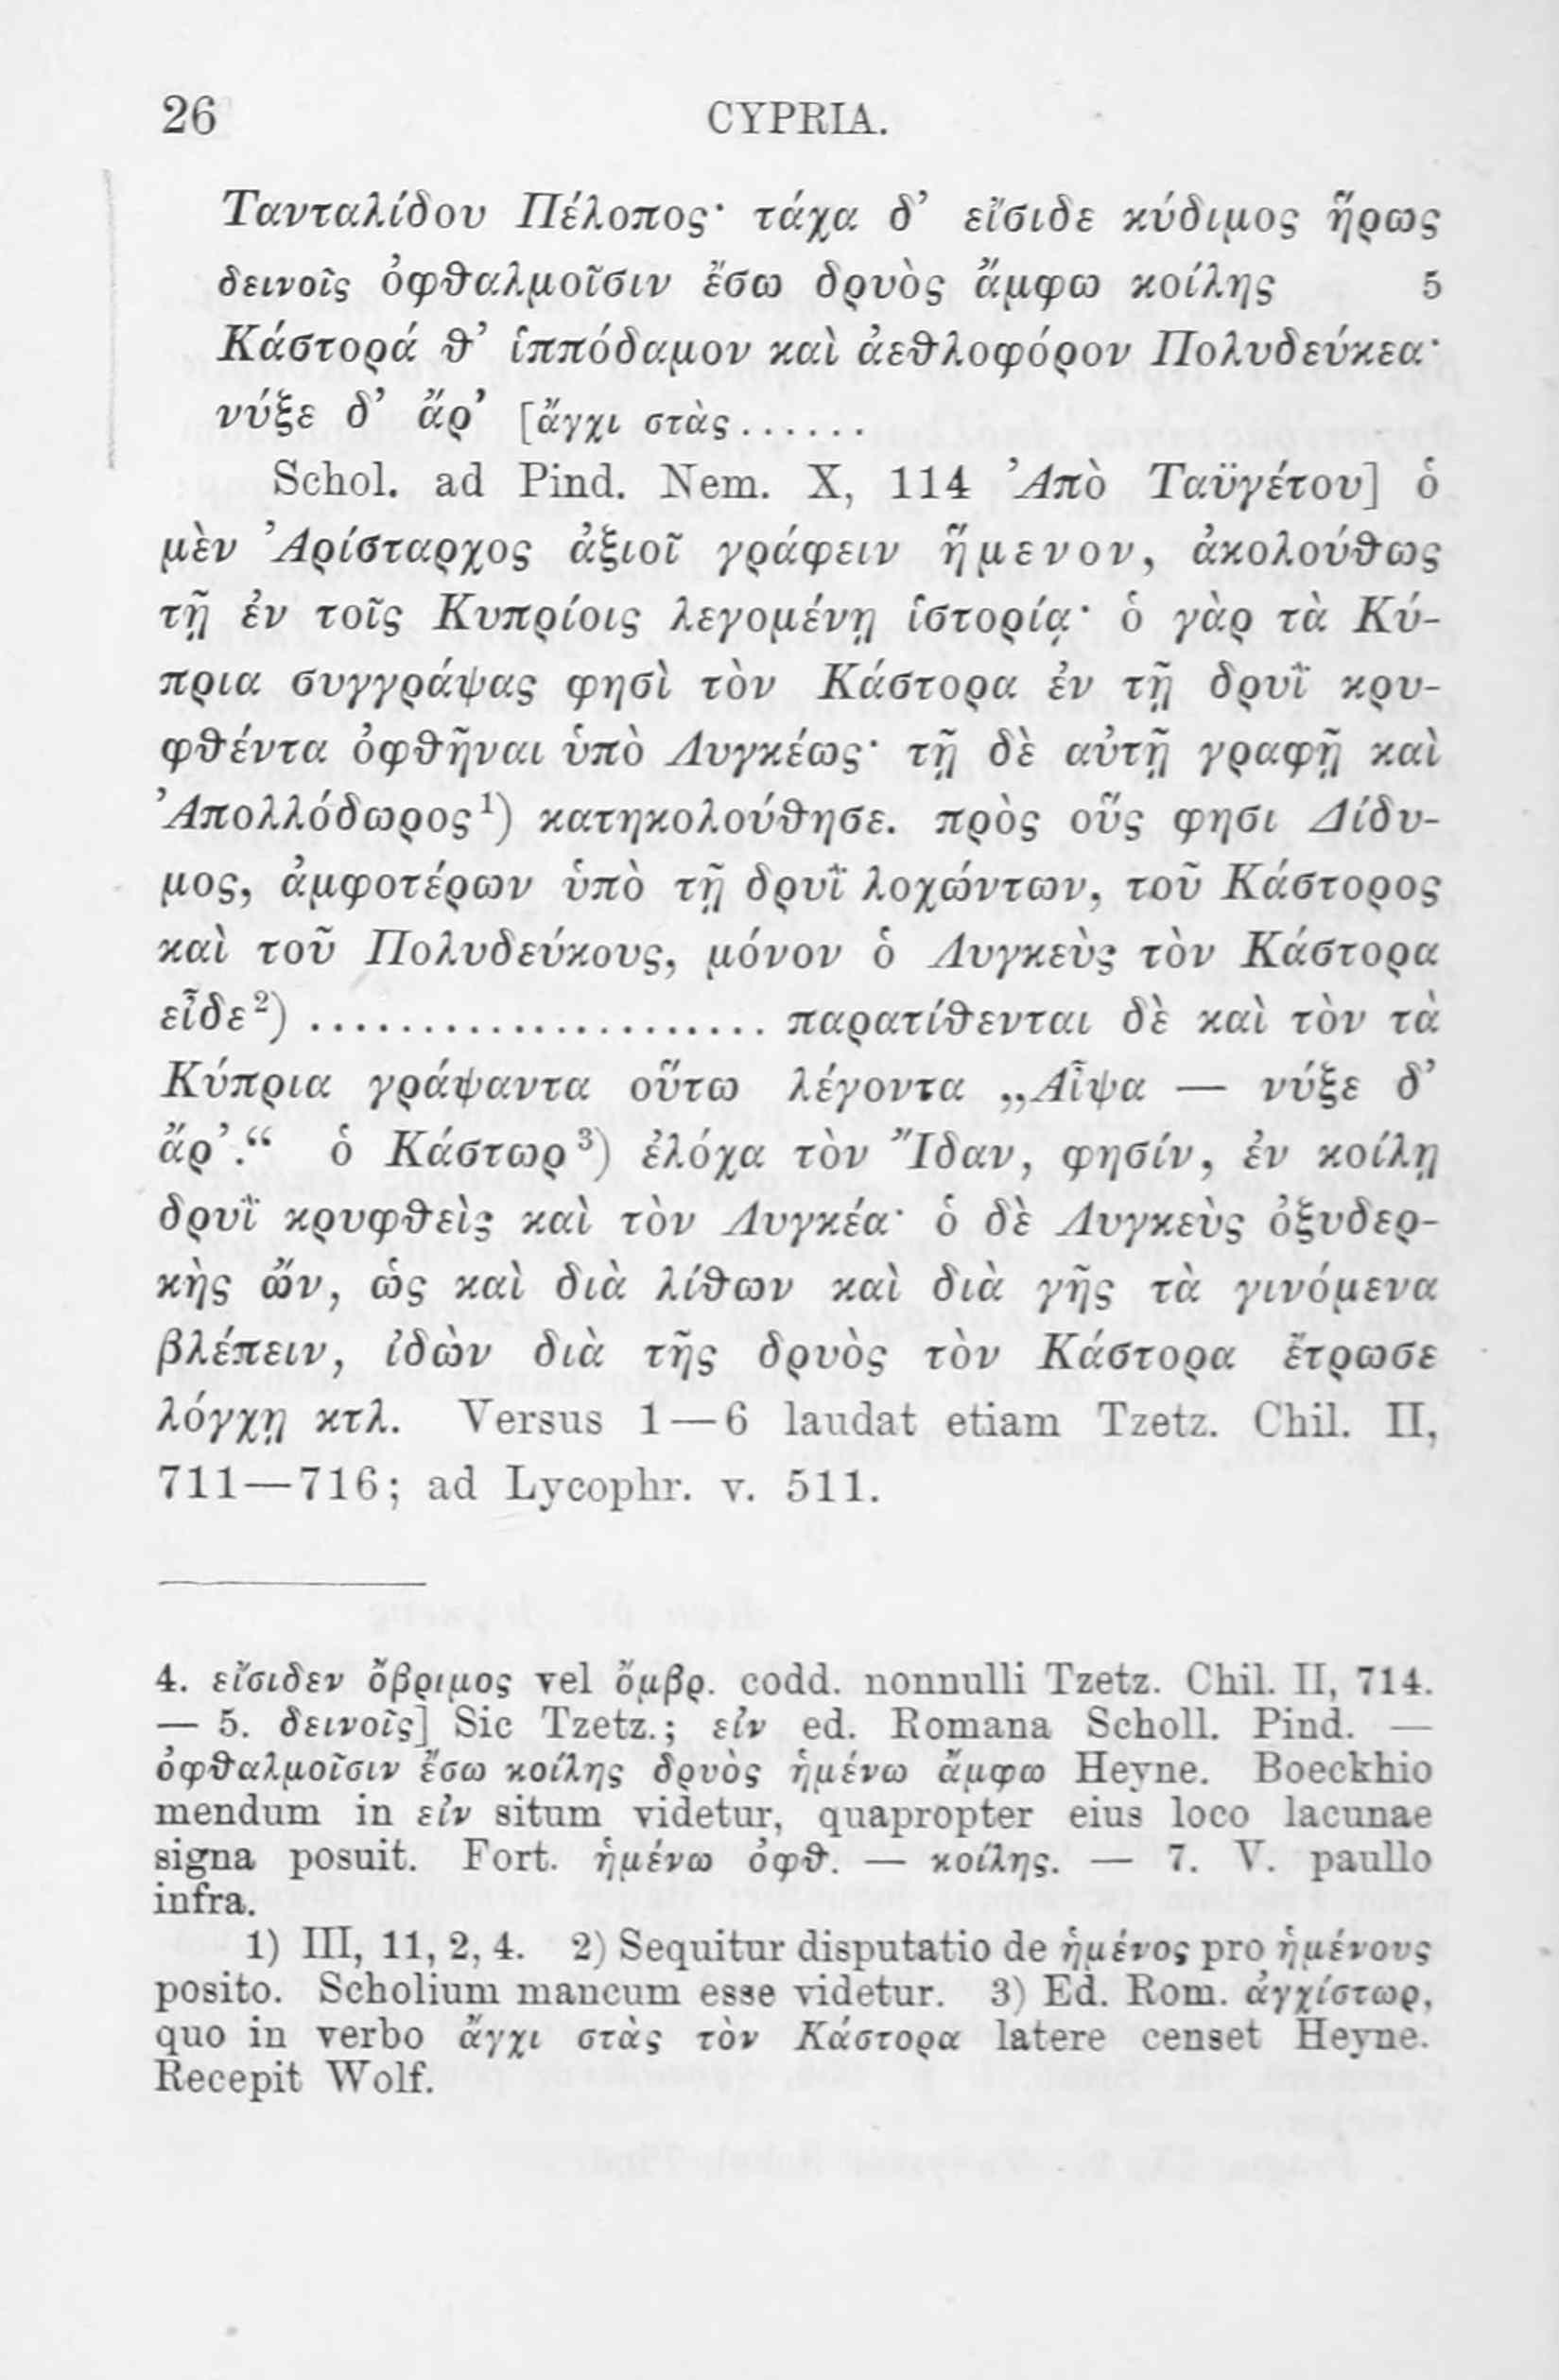 26 CYPRIA.
Τανταλίδου Πέλοπος· τάχα δ’ εἴσιδε κύδιμος ἥρως
δεινοῖς ὀφθαλμοῖσιν ἔσω δρυὸς ἄμφω κοίλης 5
Κάστορά θ’ ἱππόδαμον καὶ ἀεθλοφόρον Πολυδεύκεα·
νύξε δ’ ἄρ’ [ἄγχι στὰς ......
Schol. ad Pind. Nem. X, 114 Ἀπὸ Ταϋγέτου] ὁ
μὲν Ἀρίσταρχος ἀξιοῖ γράφειν ἥμενον, ἀκολούθως
τῇ ἐν τοῖς Κυπρίοις λεγομένῃ ἱστορίᾳ· ὁ γὰρ τὰ Κύ-
πρια συγγράψας φησὶ τὸν Κάστορα ἐν τῇ δρυῒ κρυ-
φθέντα ὀφθῆναι ὑπὸ Λυγκέως· τῇ δὲ αὐτῇ γραφῇ καὶ
Ἀπολλόδωρος¹) κατηκολούθησε. πρὸς οὕς φησι Δίδυ-
μος, ἀμφοτέρων ὑπὸ τῇ δρυῒ λοχώντων, τοῦ Κάστορος
καὶ τοῦ Πολυδεύκους, μόνον ὁ Λυγκεὺς τὸν Κάστορα
εἶδε²) ..................... παρατίθενται δὲ καὶ τὸν τὰ
Κύπρια γράψαντα οὕτω λέγοντα „Αἶψα — νύξε δ’
ἄρ’.“ ὁ Κάστωρ³) ἐλόχα τὸν Ἴδαν, φησίν, ἐν κοίλῃ
δρυῒ κρυφθεὶς καὶ τὸν Λυγκέα· ὁ δὲ Λυγκεὺς ὀξυδερ-
κὴς ὤν, ὡς καὶ διὰ λίθων καὶ διὰ γῆς τὰ γινόμενα
βλέπειν, ἰδὼν διὰ τῆς δρυὸς τὸν Κάστορα ἔτρωσε
λόγχῃ κτλ. Versus 1—6 laudat etiam Tzetz. Chil. II,
711—716; ad Lycophr. v. 511.
4. εἴσιδεν ὄβριμος vel ὄμβρ. codd. nonnulli Tzetz. Chil. II, 714.
— 5. δεινοῖς] Sic Tzetz.; εἰν ed. Romana Scholl. Pind. —
ὀφθαλμοῖσιν ἔσω κοίλης δρυὸς ἡμένω ἄμφω Heyne. Boeckhio
mendum in εἰν situm videtur, quapropter eius loco lacunae
signa posuit. Fort. ἡμένω ὀφθ. — κοίλης. — 7. V. paullo
infra.
1) III, 11, 2, 4. 2) Sequitur disputatio de ἡμένος pro ἡμένους
posito. Scholium mancum esse videtur. 3) Ed. Rom. ἀγχίστωρ,
quo in verbo ἄγχι στὰς τὸν Κάστορα latere censet Heyne.
Recepit Wolf.